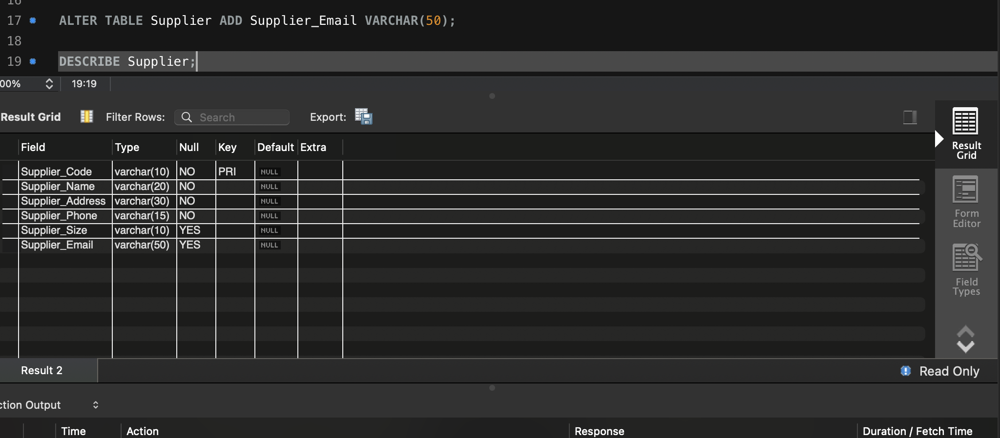 16
17 ALTER TABLE Supplier ADD Supplier_Email VARCHAR(50);
18
19 DESCRIBE Supplier;
00% 19:19
Result Grid Filter Rows: Search Export:
Field Type Null Key Default Extra
Supplier_Code varchar(10) NO PRI NULL
Supplier_Name varchar(20) NO NULL
Supplier_Address varchar(30) NO NULL
Supplier_Phone varchar(15) NO NULL
Supplier_Size varchar(10) YES NULL
Supplier_Email varchar(50) YES NULL
Result
Grid
Form
Editor
Field
Types
Result 2 Read Only
ction Output
Time Action Response Duration / Fetch Time